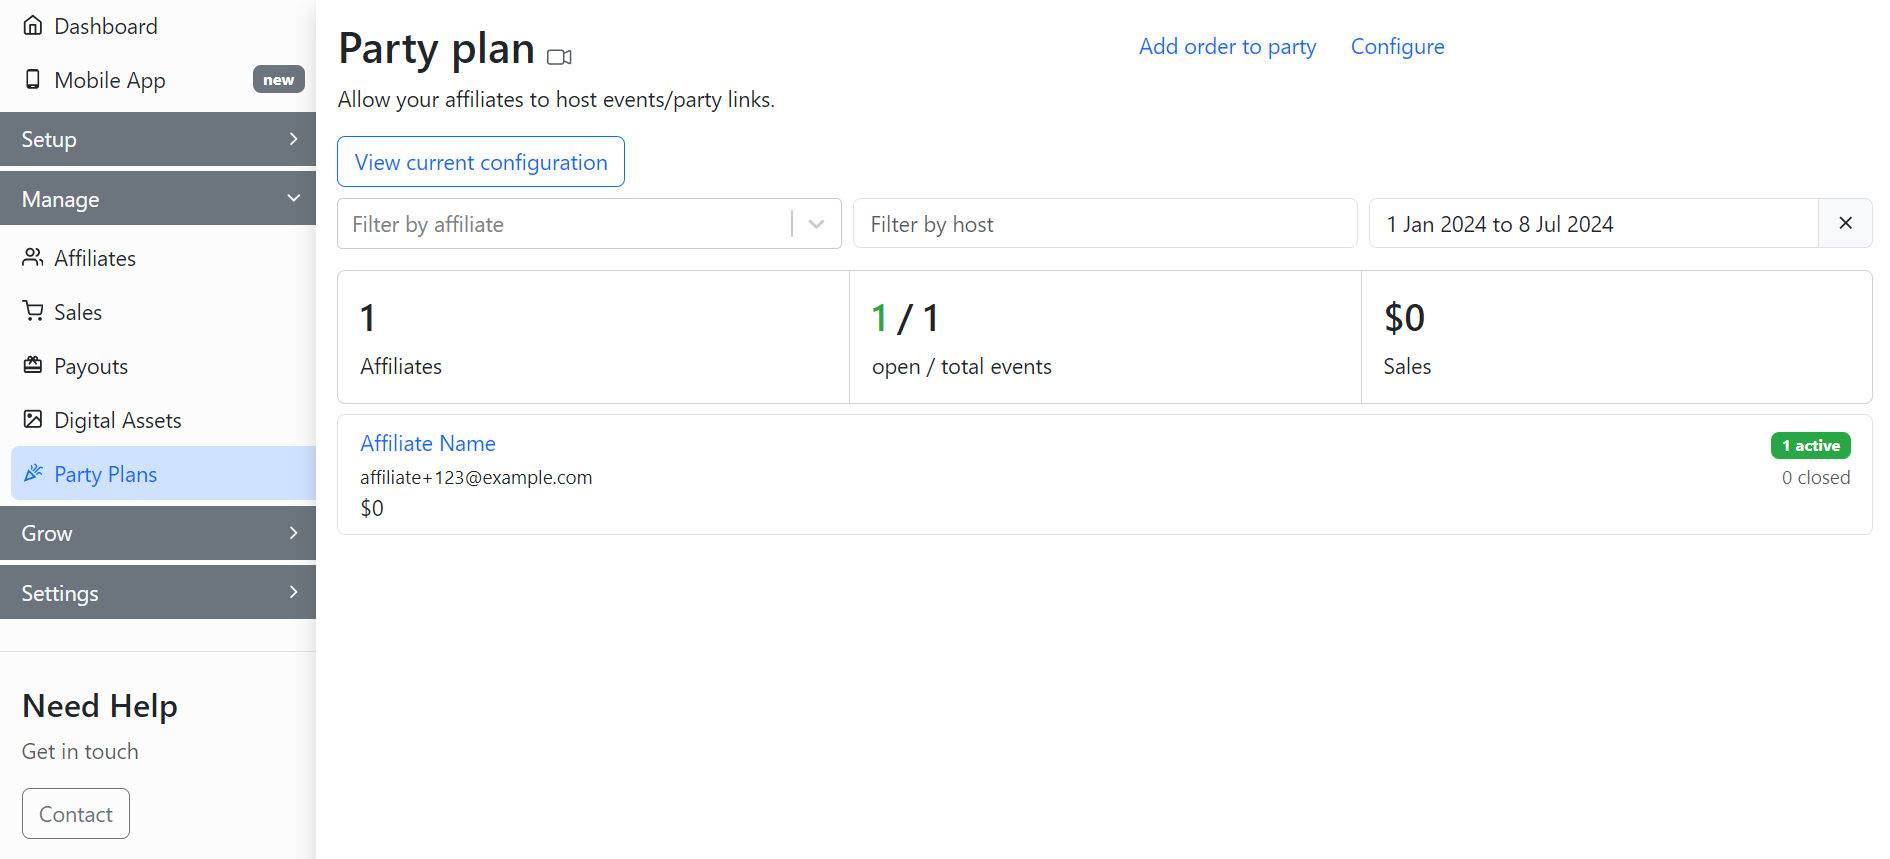 Dashboard
Mobile App new
Setup
Manage
Affiliates
Sales
Payouts
Digital Assets
Party Plans
Grow
Settings
Need Help
Get in touch
Contact
Party plan
Add order to party Configure
Allow your affiliates to host events/party links.
View current configuration
Filter by affiliate Filter by host 1 Jan 2024 to 8 Jul 2024
1 1 / 1 $0
Affiliates open / total events Sales
Affiliate Name 1 active
affiliate+123@example.com 0 closed
$0